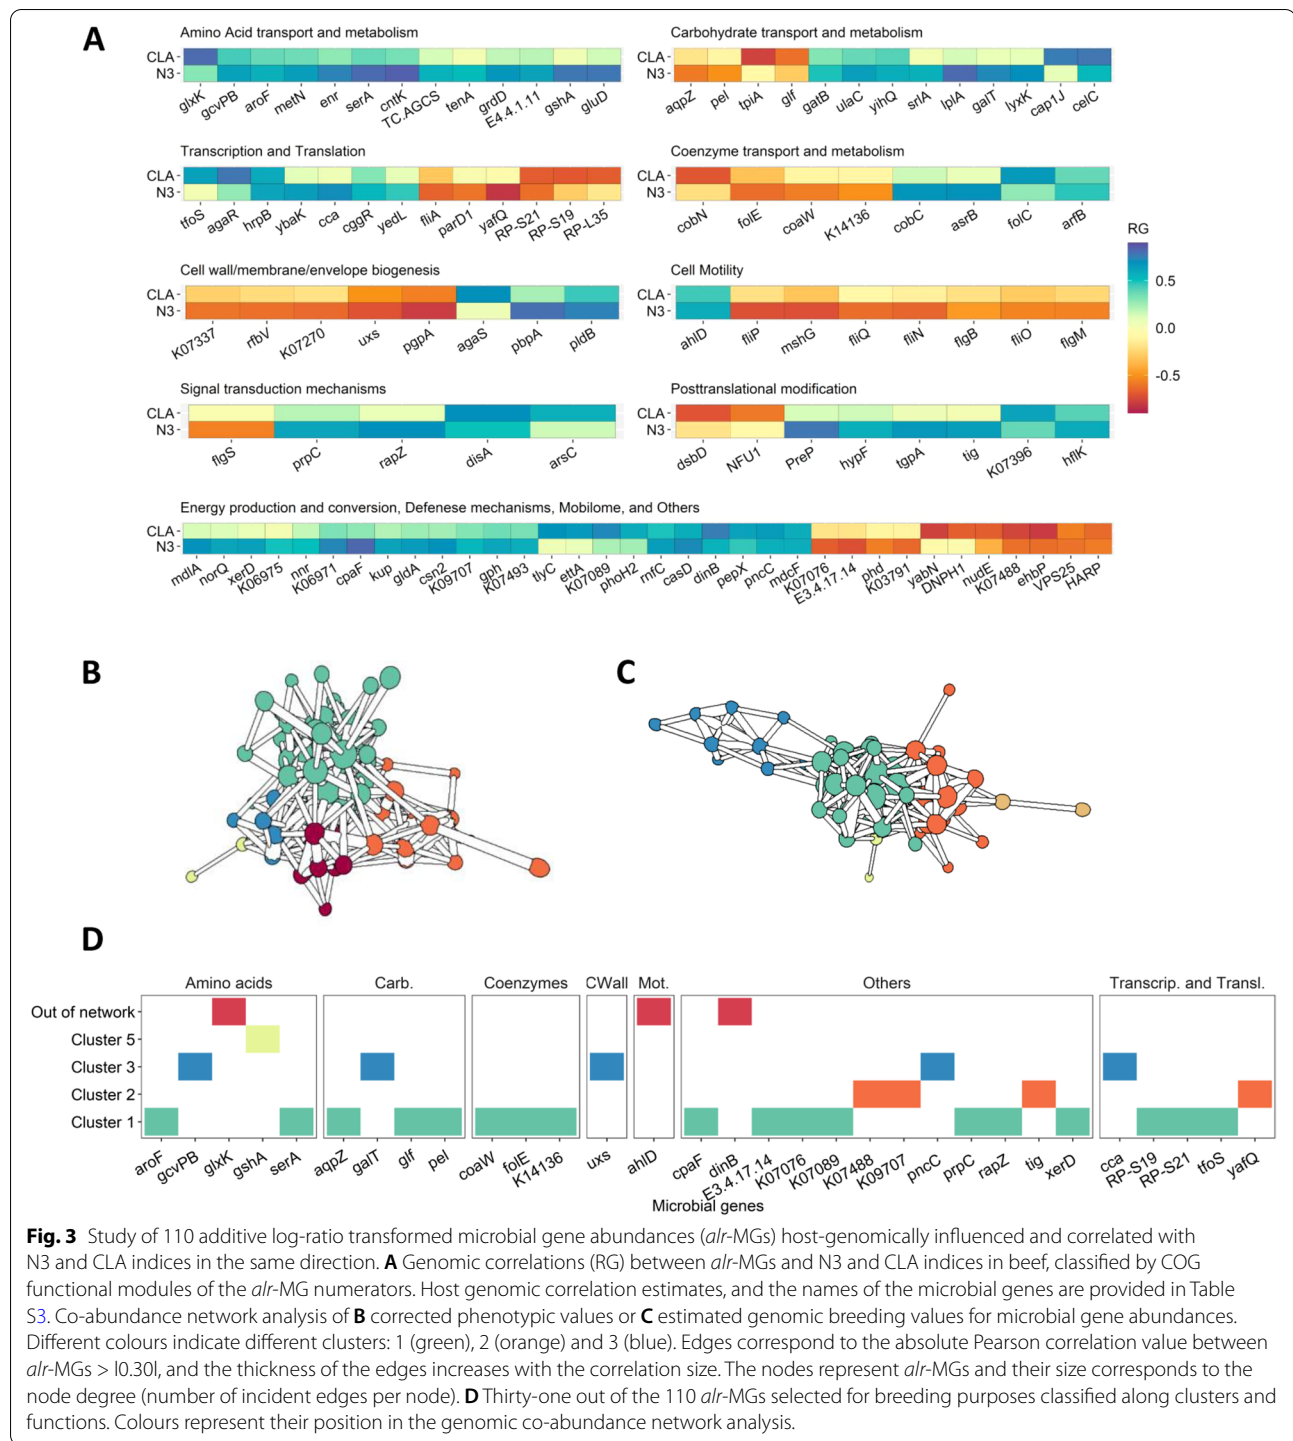 A
Amino Acid transport and metabolism
CLA
N3
glxK gcvPB aroF metN enr serA cntK TC.AGCS tenA grdD E4.4.1.11 gshA gluD
Carbohydrate transport and metabolism
CLA
N3
aqpZ pel tpiA glf gatB ulaC yihQ srlA lplA galT lyxK cap1J celC
Transcription and Translation
CLA
N3
tfoS agaR hrpB ybaK cca cggR yedL fliA parD1 yafQ RP-S21 RP-S19 RP-L35
Coenzyme transport and metabolism
CLA
N3
cobN folE coaW K14136 cobC asrB folC arfB
RG
0.5
0.0
-0.5
Cell wall/membrane/envelope biogenesis
CLA
N3
K07337 rfbV K07270 uxs pgpA agaS pbpA pldB
Cell Motility
CLA
N3
ahlD fliP mshG fliQ fliN flgB fliO flgM
Signal transduction mechanisms
CLA
N3
flgS prpC rapZ disA arsC
Posttranslational modification
CLA
N3
dsbD NFU1 PreP hypF tgpA tig K07396 hflK
Energy production and conversion, Defenese mechanisms, Mobilome, and Others
CLA
N3
mdlA norQ xerD K06975 nnr K06971 cpaF kup gldA csn2 K09707 gph K07493 tlyC ettA K07089 phoH2 rnfC casD dinB pepX pncC mdcF K07076 E3.4.17.14 phd K03791 yabN DNPH1 nudE K07488 ehbP VPS25 HARP
B
C
D
Amino acids Carb. Coenzymes CWall Mot. Others Transcrip. and Transl.
Out of network
Cluster 5
Cluster 3
Cluster 2
Cluster 1
aroF gcvPB glxK gshA serA aqpZ galT glf pel coaW folE K14136 uxs ahlD cpaF dinB E3.4.17.14 K07076 K07089 K07488 K09707 pncC prpC rapZ tig xerD cca RP-S19 RP-S21 tfoS yafQ
Microbial genes
Fig. 3 Study of 110 additive log-ratio transformed microbial gene abundances (alr-MGs) host-genomically influenced and correlated with
N3 and CLA indices in the same direction. A Genomic correlations (RG) between alr-MGs and N3 and CLA indices in beef, classified by COG
functional modules of the alr-MG numerators. Host genomic correlation estimates, and the names of the microbial genes are provided in Table
S3. Co-abundance network analysis of B corrected phenotypic values or C estimated genomic breeding values for microbial gene abundances.
Different colours indicate different clusters: 1 (green), 2 (orange) and 3 (blue). Edges correspond to the absolute Pearson correlation value between
alr-MGs > I0.30I, and the thickness of the edges increases with the correlation size. The nodes represent alr-MGs and their size corresponds to the
node degree (number of incident edges per node). D Thirty-one out of the 110 alr-MGs selected for breeding purposes classified along clusters and
functions. Colours represent their position in the genomic co-abundance network analysis.